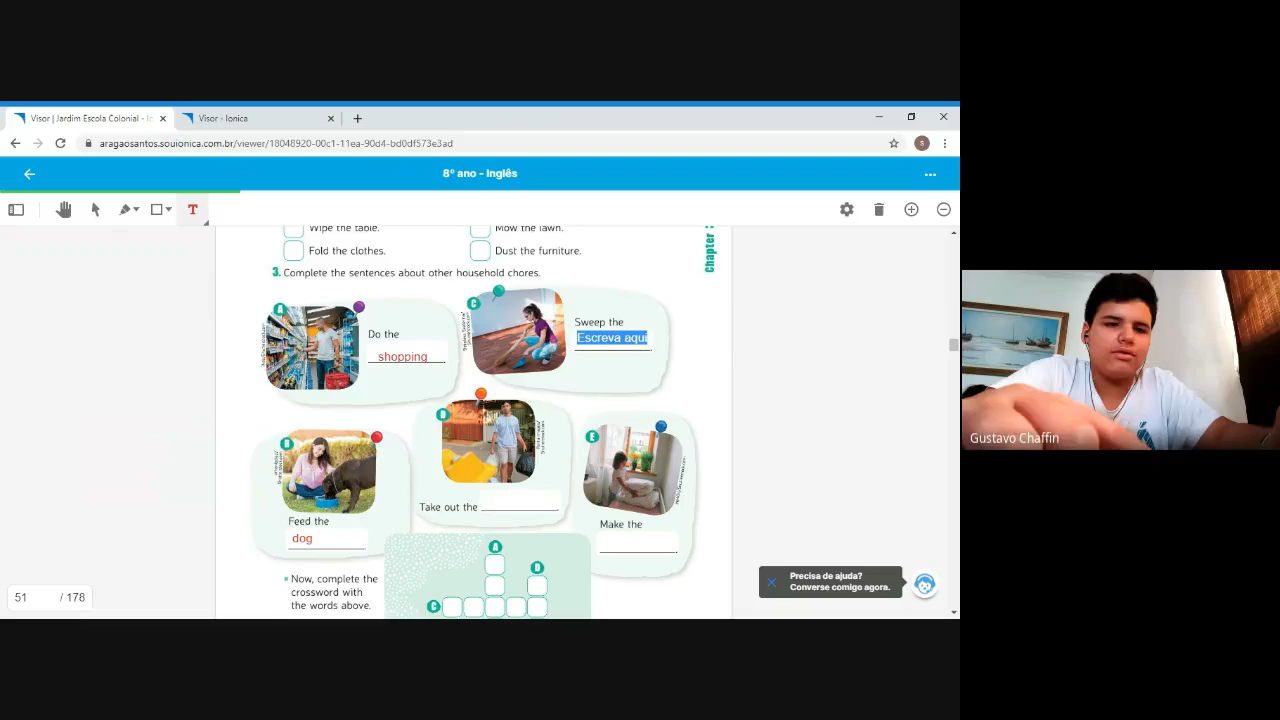 Visor | Jardim Escola Colonial - Io
Visor - Ionica
aragaosantos.souionica.com.br/viewer/18048920-00c1-11ea-90d4-bd0df573e3ad
S
8º ano - Inglês
T
Wipe the table.
Mow the lawn.
Fold the clothes.
Dust the furniture.
chapter
3. Complete the sentences about other household chores.
A
Do the
shopping
C
Sweep the
Escreva aqui
B
Feed the
dog
D
Take out the
E
Make the
Now, complete the
crossword with
the words above.
A
D
C
51 / 178
Precisa de ajuda?
Converse comigo agora.
Gustavo Chaffin